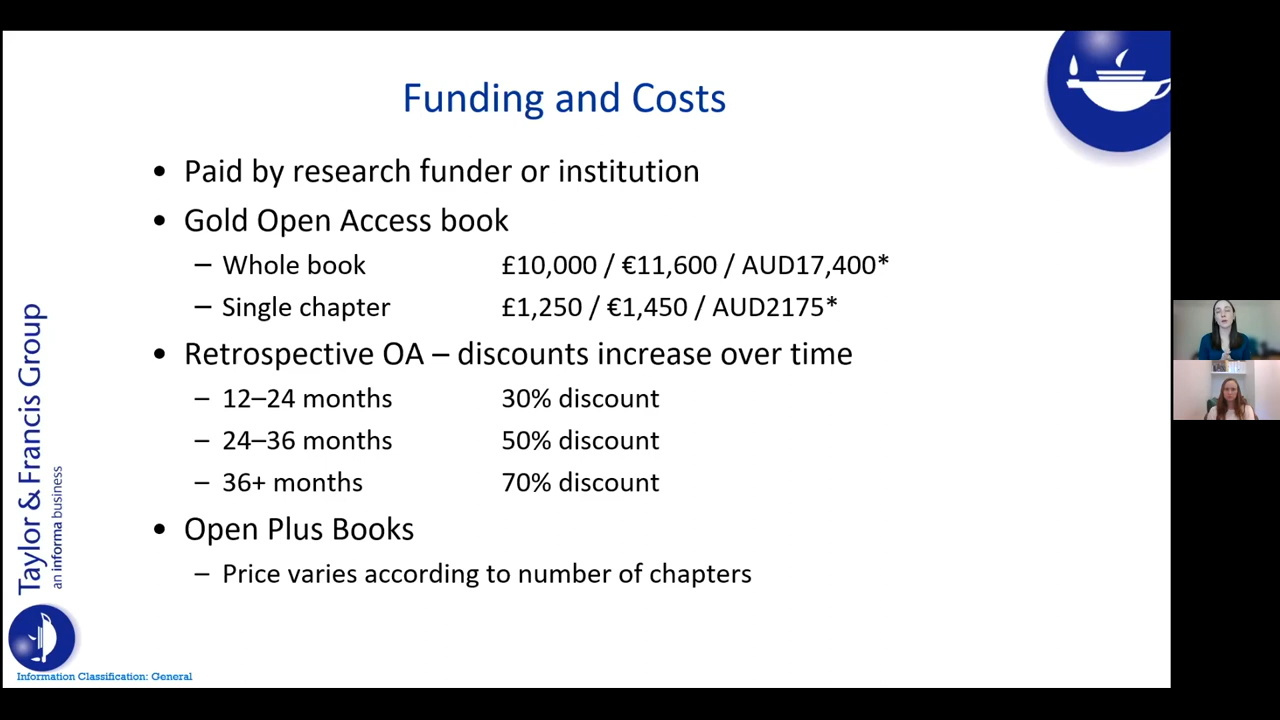 Funding and Costs
• Paid by research funder or institution
• Gold Open Access book
– Whole book £10,000 / €11,600 / AUD17,400*
– Single chapter £1,250 / €1,450 / AUD2175*
• Retrospective OA – discounts increase over time
– 12–24 months 30% discount
– 24–36 months 50% discount
– 36+ months 70% discount
• Open Plus Books
– Price varies according to number of chapters
Taylor & Francis Group
an informa business
Information Classification: General